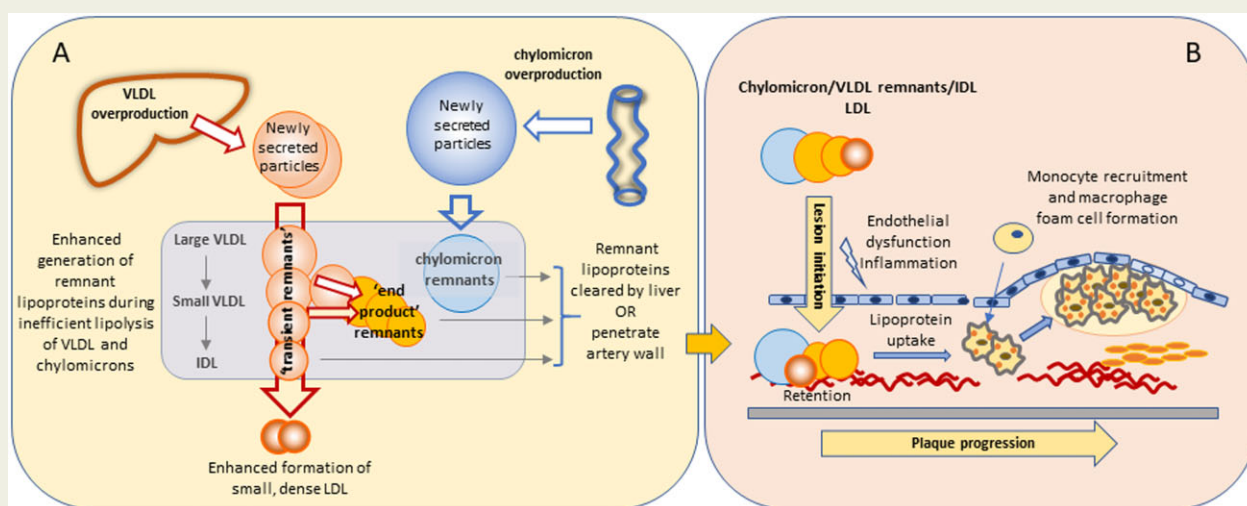 A
VLDL
overproduction
Newly
secreted
particles
chylomicron
overproduction
Newly
secreted
particles
Enhanced
generation of
remnant
lipoproteins during
inefficient lipolysis
of VLDL and
chylomicrons
Large VLDL
Small VLDL
IDL
'transient remnants'
'end
product'
remnants
chylomicron
remnants
Remnant
lipoproteins
cleared by liver
OR
penetrate
artery wall
Enhanced formation of
small, dense LDL
B
Chylomicron/VLDL remnants/IDL
LDL
Lesion initiation
Endothelial
dysfunction
Inflammation
Monocyte recruitment
and macrophage
foam cell formation
Lipoprotein
uptake
Retention
Plaque progression